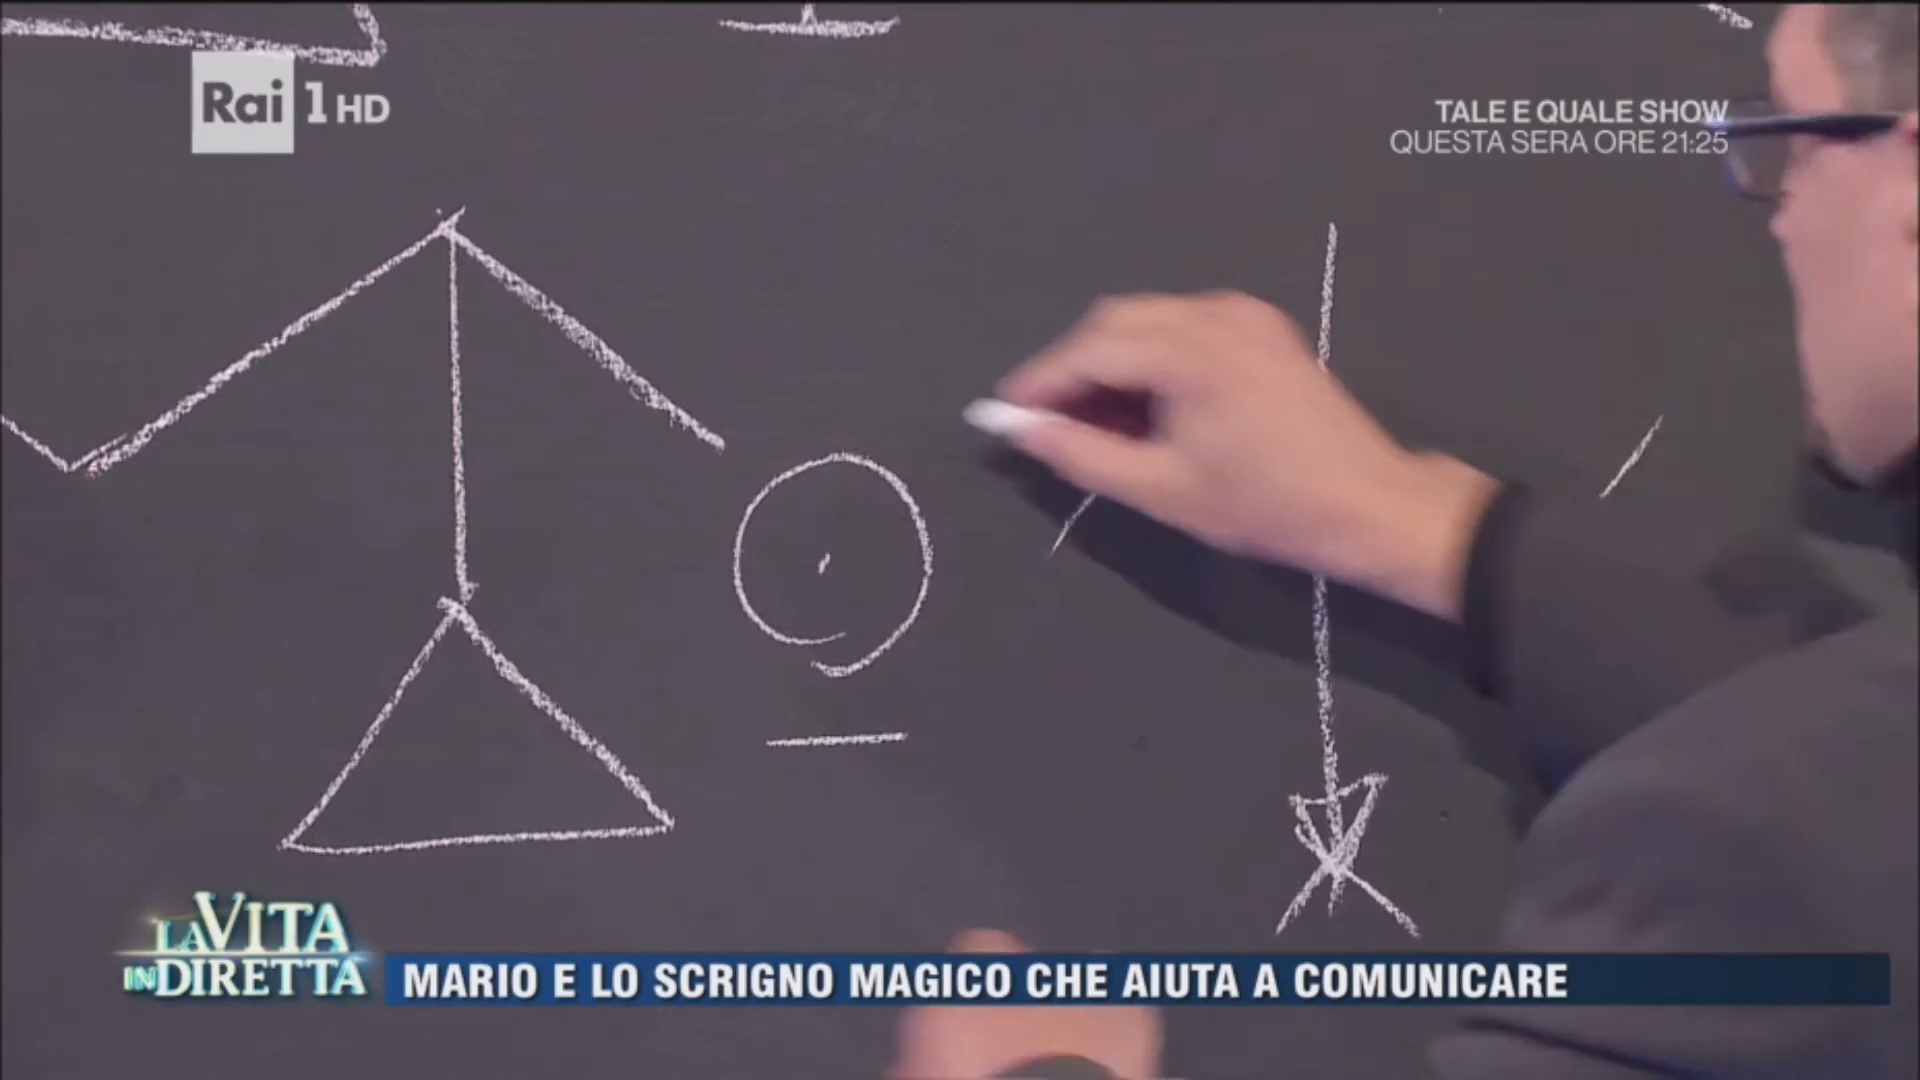 Rai 1 HD
TALE E QUALE SHOW
QUESTA SERA ORE 21:25
LA VITA
IN DIRETTA
MARIO E LO SCRIGNO MAGICO CHE AIUTA A COMUNICARE